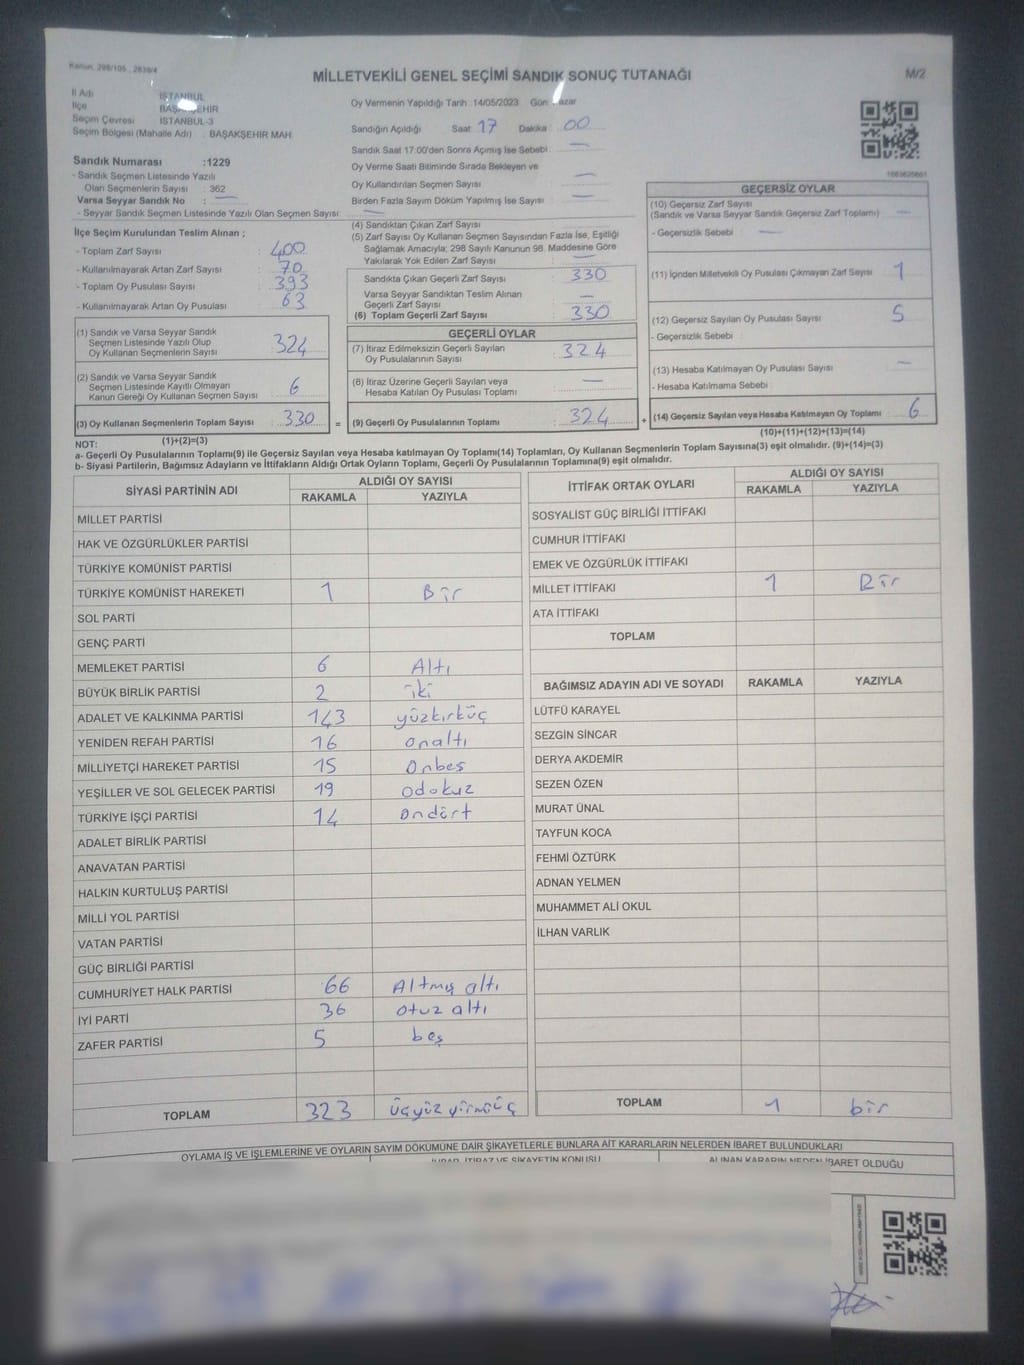 Kanun, 298/105 , 2839/4
MİLLETVEKİLİ GENEL SEÇİMİ SANDIK SONUÇ TUTANAĞI
M/2
İl Adı İSTANBUL
İlçe BAŞAKŞEHİR
Seçim Çevresi İSTANBUL-3
Seçim Bölgesi (Mahalle Adı) : BAŞAKŞEHİR MAH.
Sandık Numarası :1229
- Sandık Seçmen Listesinde Yazılı
Olan Seçmenlerin Sayısı : 362
Varsa Seyyar Sandık No : —
- Seyyar Sandık Seçmen Listesinde Yazılı Olan Seçmen Sayısı: —
Oy Vermenin Yapıldığı Tarih :14/05/2023 Gün: Pazar
Sandığın Açıldığı Saat: 17 Dakika : 00
Sandık Saat 17:00'den Sonra Açılmış İse Sebebi: —
Oy Verme Saati Bitiminde Sırada Bekleyen ve
Oy Kullandırılan Seçmen Sayısı —
Birden Fazla Sayım Döküm Yapılmış İse Sayısı —
İlçe Seçim Kurulundan Teslim Alınan ;
- Toplam Zarf Sayısı : 400
- Kullanılmayarak Artan Zarf Sayısı : 70
- Toplam Oy Pusulası Sayısı : 393
- Kullanılmayarak Artan Oy Pusulası : 63
(1) Sandık ve Varsa Seyyar Sandık
Seçmen Listesinde Yazılı Olup
Oy Kullanan Seçmenlerin Sayısı : 324
(2) Sandık ve Varsa Seyyar Sandık
Seçmen Listesinde Kayıtlı Olmayan
Kanun Gereği Oy Kullanan Seçmen Sayısı : 6
(3) Oy Kullanan Seçmenlerin Toplam Sayısı : 330
(1)+(2)=(3)
(4) Sandıktan Çıkan Zarf Sayısı :
(5) Zarf Sayısı Oy Kullanan Seçmen Sayısından Fazla İse, Eşitliği
Sağlamak Amacıyla; 298 Sayılı Kanunun 98. Maddesine Göre
Yakılarak Yok Edilen Zarf Sayısı : —
Sandıkta Çıkan Geçerli Zarf Sayısı : 330
Varsa Seyyar Sandıktan Teslim Alınan
Geçerli Zarf Sayısı : —
(6) Toplam Geçerli Zarf Sayısı : 330
GEÇERLİ OYLAR
(7) İtiraz Edilmeksizin Geçerli Sayılan
Oy Pusulalarının Sayısı : 324
(8) İtiraz Üzerine Geçerli Sayılan veya
Hesaba Katılan Oy Pusulası Toplamı : —
= (9) Geçerli Oy Pusulalarının Toplamı : 324 +
GEÇERSİZ OYLAR
(10) Geçersiz Zarf Sayısı
(Sandık ve Varsa Seyyar Sandık Geçersiz Zarf Toplamı) : —
- Geçersizlik Sebebi : —
(11) İçinden Milletvekili Oy Pusulası Çıkmayan Zarf Sayısı : 1
(12) Geçersiz Sayılan Oy Pusulası Sayısı : 5
- Geçersizlik Sebebi :
(13) Hesaba Katılmayan Oy Pusulası Sayısı : —
- Hesaba Katılmama Sebebi :
(14) Geçersiz Sayılan veya Hesaba Katılmayan Oy Toplamı : 6
(10)+(11)+(12)+(13)=(14)
NOT:
a- Geçerli Oy Pusulalarının Toplamı(9) ile Geçersiz Sayılan veya Hesaba katılmayan Oy Toplamı(14) Toplamları, Oy Kullanan Seçmenlerin Toplam Sayısına(3) eşit olmalıdır. (9)+(14)=(3)
b- Siyasi Partilerin, Bağımsız Adayların ve İttifakların Aldığı Ortak Oyların Toplamı, Geçerli Oy Pusulalarının Toplamına(9) eşit olmalıdır.
SİYASİ PARTİNİN ADI ALDIĞI OY SAYISI
RAKAMLA YAZIYLA
MİLLET PARTİSİ
HAK VE ÖZGÜRLÜKLER PARTİSİ
TÜRKİYE KOMÜNİST PARTİSİ
TÜRKİYE KOMÜNİST HAREKETİ 1 Bir
SOL PARTİ
GENÇ PARTİ
MEMLEKET PARTİSİ 6 Altı
BÜYÜK BİRLİK PARTİSİ 2 iki
ADALET VE KALKINMA PARTİSİ 143 yüzkırküç
YENİDEN REFAH PARTİSİ 16 onaltı
MİLLİYETÇİ HAREKET PARTİSİ 15 Onbeş
YEŞİLLER VE SOL GELECEK PARTİSİ 19 odokuz
TÜRKİYE İŞÇİ PARTİSİ 14 ondört
ADALET BİRLİK PARTİSİ
ANAVATAN PARTİSİ
HALKIN KURTULUŞ PARTİSİ
MİLLİ YOL PARTİSİ
VATAN PARTİSİ
GÜÇ BİRLİĞİ PARTİSİ
CUMHURİYET HALK PARTİSİ 66 Altmış altı
İYİ PARTİ 36 otuz altı
ZAFER PARTİSİ 5 beş
TOPLAM 323 üçyüz yirmiüç
İTTİFAK ORTAK OYLARI ALDIĞI OY SAYISI
RAKAMLA YAZIYLA
SOSYALİST GÜÇ BİRLİĞİ İTTİFAKI
CUMHUR İTTİFAKI
EMEK VE ÖZGÜRLÜK İTTİFAKI
MİLLET İTTİFAKI 1 Bir
ATA İTTİFAKI
TOPLAM
BAĞIMSIZ ADAYIN ADI VE SOYADI RAKAMLA YAZIYLA
LÜTFÜ KARAYEL
SEZGİN SİNCAR
DERYA AKDEMİR
SEZEN ÖZEN
MURAT ÜNAL
TAYFUN KOCA
FEHMİ ÖZTÜRK
ADNAN YELMEN
MUHAMMET ALİ OKUL
İLHAN VARLIK
TOPLAM 1 bir
OYLAMA İŞ VE İŞLEMLERİNE VE OYLARIN SAYIM DÖKÜMÜNE DAİR ŞİKAYETLERLE BUNLARA AİT KARARLARIN NELERDEN İBARET BULUNDUKLARI
İTİRAZ VE ŞİKAYETİN KONUSU ALINAN KARARIN NEDEN İBARET OLDUĞU